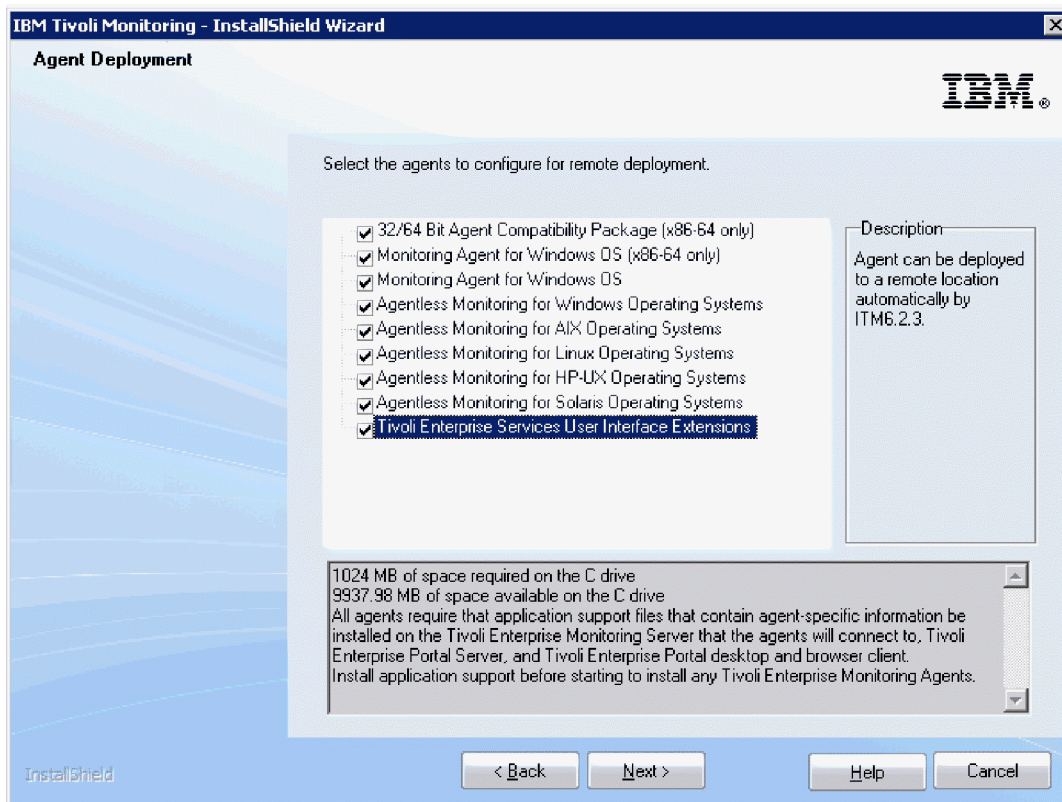 IBM Tivoli Monitoring - InstallShield Wizard
Agent Deployment
IBM®
Select the agents to configure for remote deployment.
32/64 Bit Agent Compatibility Package (x86-64 only)
Monitoring Agent for Windows OS (x86-64 only)
Monitoring Agent for Windows OS
Agentless Monitoring for Windows Operating Systems
Agentless Monitoring for AIX Operating Systems
Agentless Monitoring for Linux Operating Systems
Agentless Monitoring for HP-UX Operating Systems
Agentless Monitoring for Solaris Operating Systems
Tivoli Enterprise Services User Interface Extensions
Description
Agent can be deployed
to a remote location
automatically by
ITM6.2.3.
1024 MB of space required on the C drive
9937.98 MB of space available on the C drive
All agents require that application support files that contain agent-specific information be
installed on the Tivoli Enterprise Monitoring Server that the agents will connect to, Tivoli
Enterprise Portal Server, and Tivoli Enterprise Portal desktop and browser client.
Install application support before starting to install any Tivoli Enterprise Monitoring Agents.
InstallShield
< Back
Next >
Help
Cancel